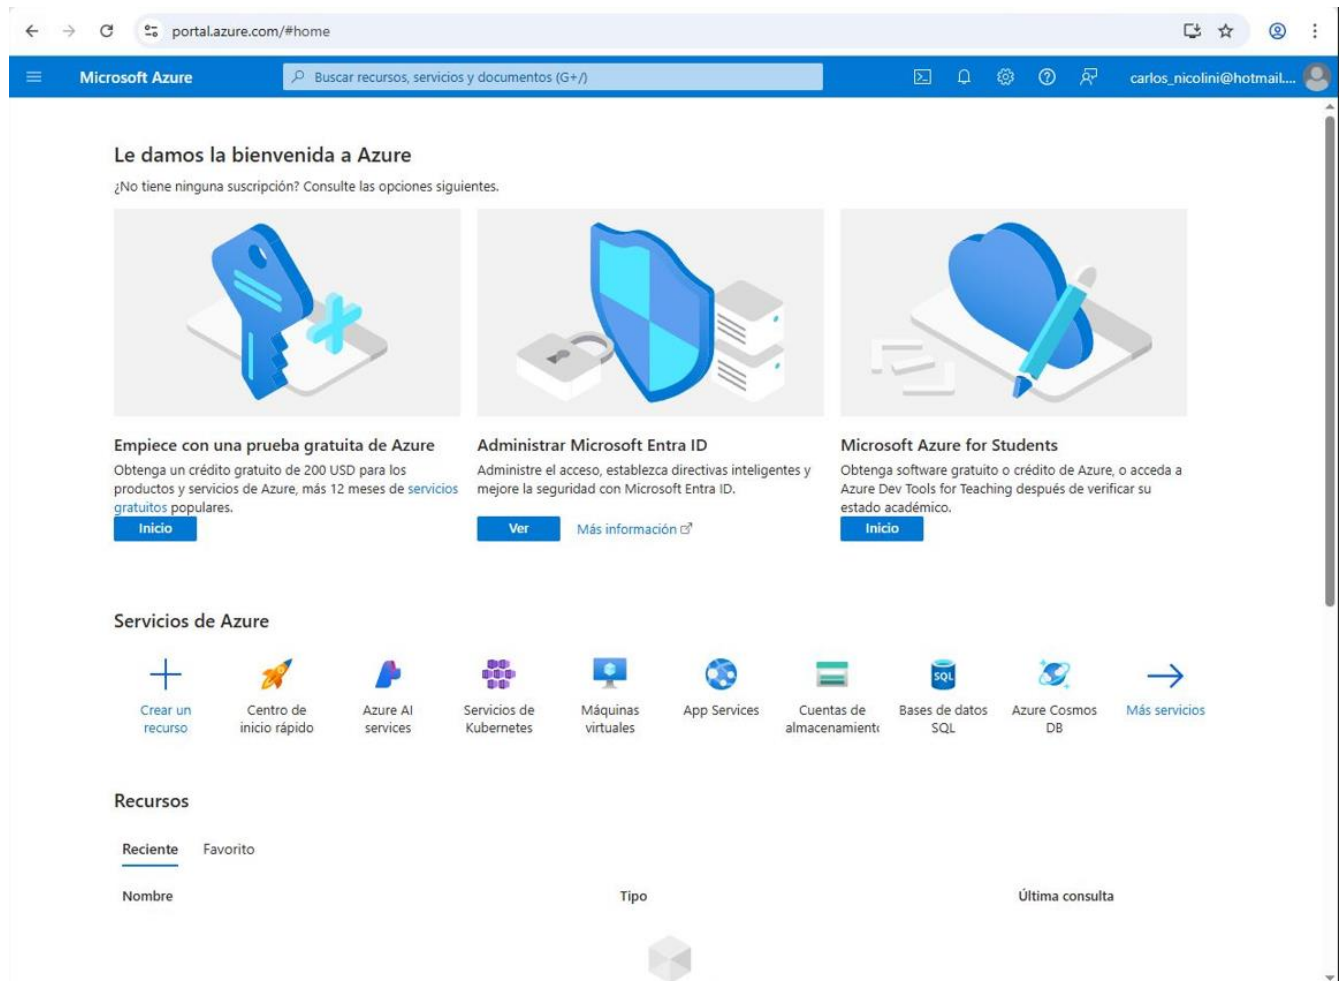 portal.azure.com/#home
Microsoft Azure
Buscar recursos, servicios y documentos (G+/)
carlos_nicolini@hotmail....
Le damos la bienvenida a Azure
¿No tiene ninguna suscripción? Consulte las opciones siguientes.
Empiece con una prueba gratuita de Azure
Obtenga un crédito gratuito de 200 USD para los
productos y servicios de Azure, más 12 meses de servicios
gratuitos populares.
Inicio
Administrar Microsoft Entra ID
Administre el acceso, establezca directivas inteligentes y
mejore la seguridad con Microsoft Entra ID.
Ver
Más información
Microsoft Azure for Students
Obtenga software gratuito o crédito de Azure, o acceda a
Azure Dev Tools for Teaching después de verificar su
estado académico.
Inicio
Servicios de Azure
Crear un
recurso
Centro de
inicio rápido
Azure AI
services
Servicios de
Kubernetes
Máquinas
virtuales
App Services
Cuentas de
almacenamiento
SQL
Bases de datos
SQL
Azure Cosmos
DB
Más servicios
Recursos
Reciente
Favorito
Nombre
Tipo
Última consulta